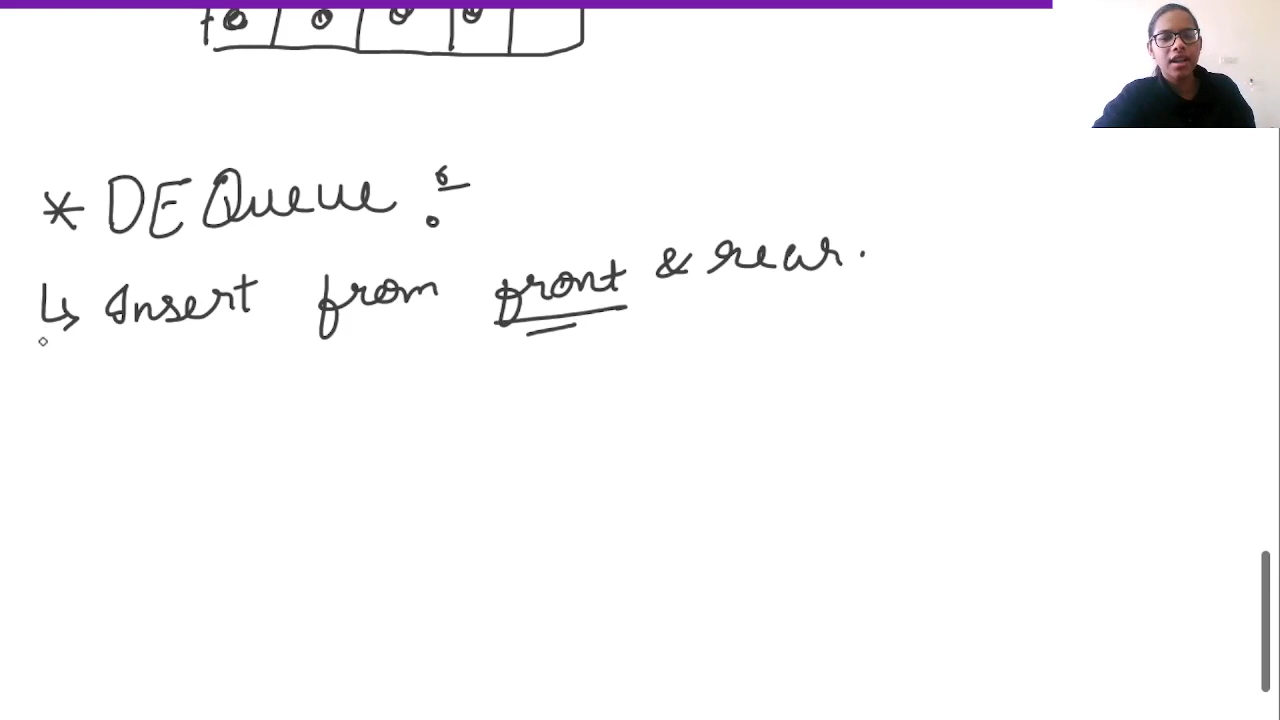 * DEQueue :-
↳ Insert from front & rear.